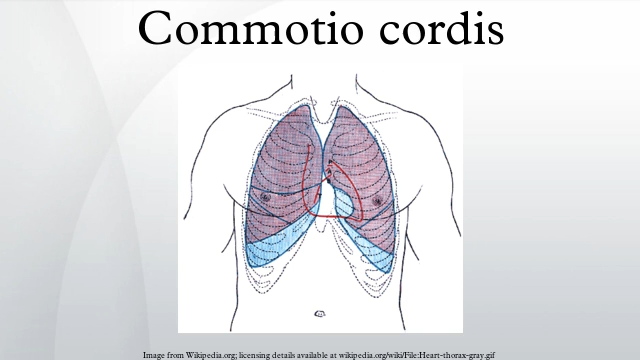 Commotio cordis
Image from Wikipedia.org; licensing details available at wikipedia.org/wiki/File:Heart-thorax-gray.gif